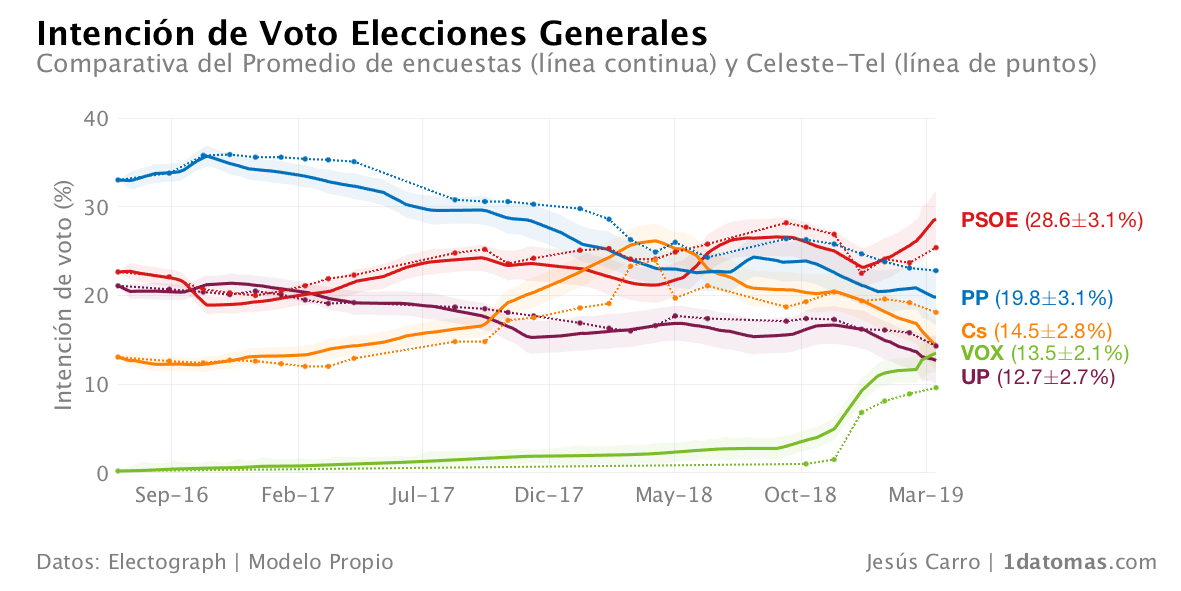 Intención de Voto Elecciones Generales
Comparativa del Promedio de encuestas (línea continua) y Celeste-Tel (línea de puntos)
Intención de voto (%)
40
30
20
10
0
Sep-16 Feb-17 Jul-17 Dic-17 May-18 Oct-18 Mar-19
PSOE (28.6±3.1%)
PP (19.8±3.1%)
Cs (14.5±2.8%)
VOX (13.5±2.1%)
UP (12.7±2.7%)
Datos: Electograph | Modelo Propio
Jesús Carro | 1datomas.com